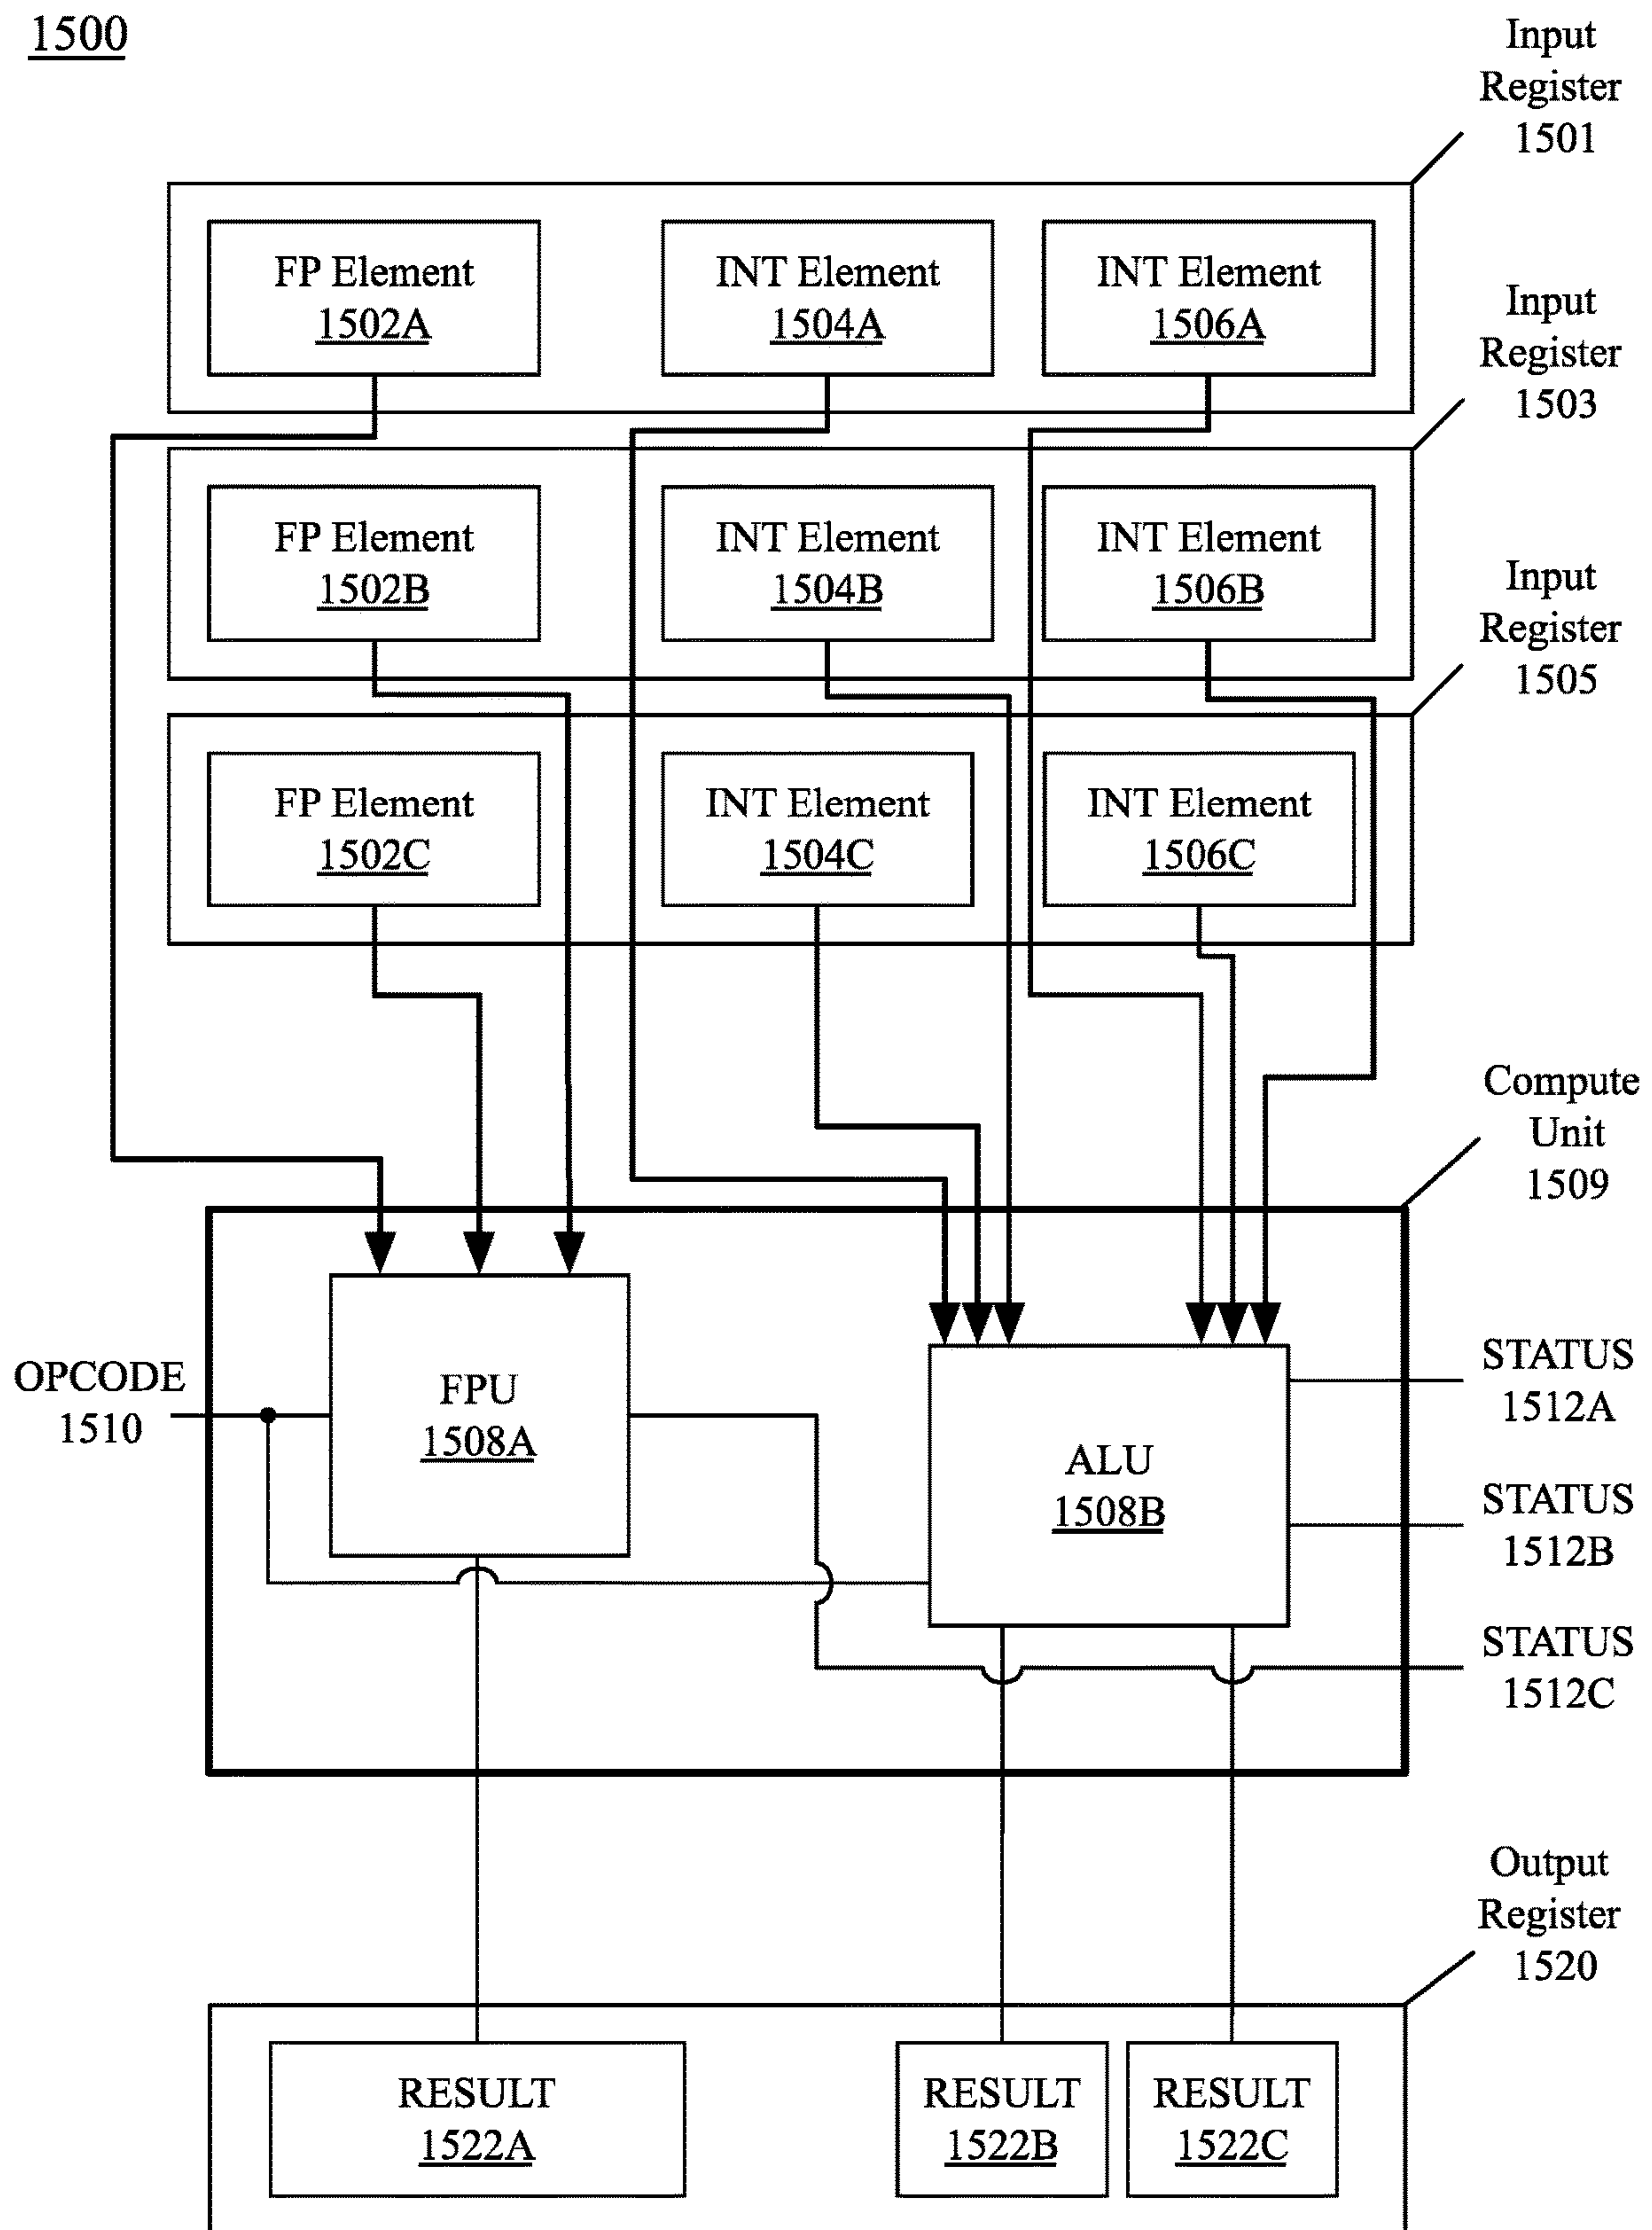 1500
Input
Register
1501
FP Element
1502A
INT Element
1504A
INT Element
1506A
Input
Register
1503
FP Element
1502B
INT Element
1504B
INT Element
1506B
Input
Register
1505
FP Element
1502C
INT Element
1504C
INT Element
1506C
Compute
Unit
1509
OPCODE
1510
FPU
1508A
ALU
1508B
STATUS
1512A
STATUS
1512B
STATUS
1512C
Output
Register
1520
RESULT
1522A
RESULT
1522B
RESULT
1522C